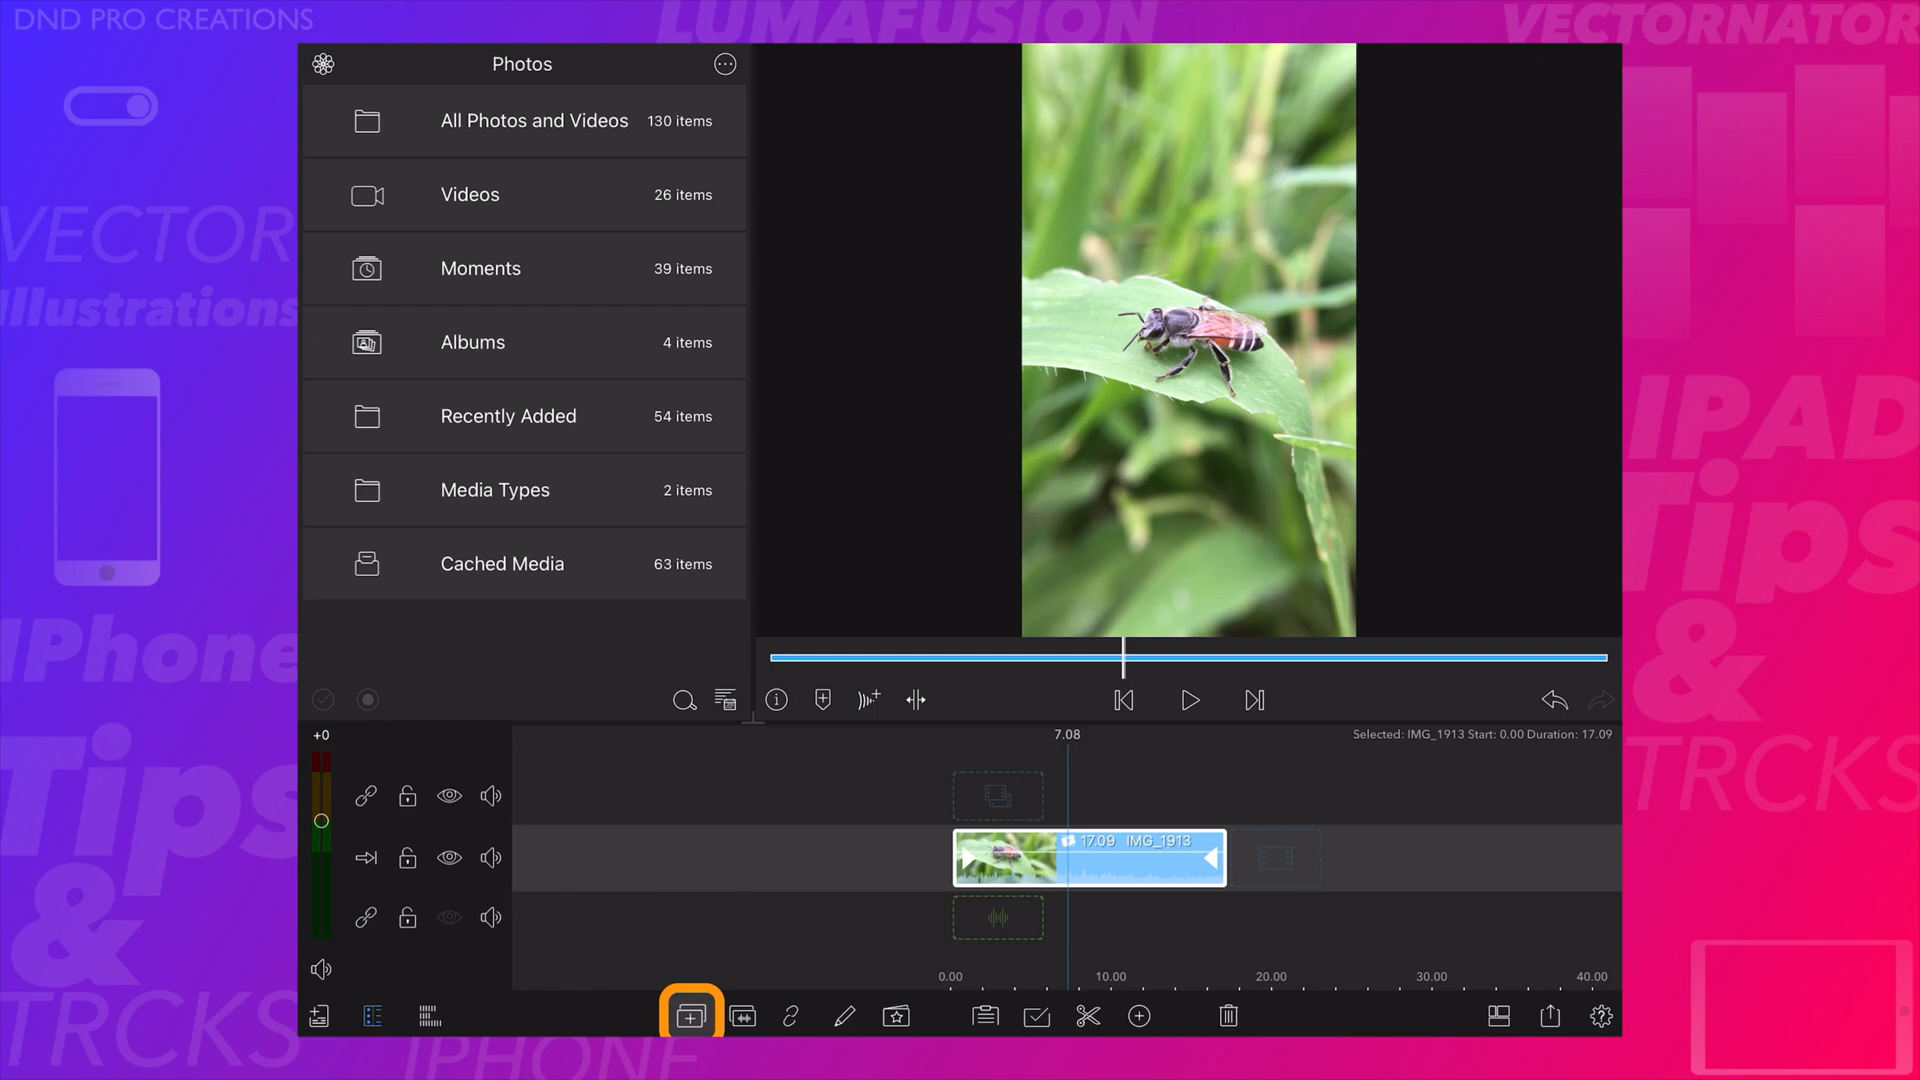 DND PRO CREATIONS
LUMAFUSION
VECTORNATOR
Photos
All Photos and Videos 130 items
Videos 26 items
Moments 39 items
Albums 4 items
Recently Added 54 items
Media Types 2 items
Cached Media 63 items
VECTOR
Illustrations
IPhone
Tips
&
TRCKS
IPHONE
IPAD
Tips
&
TRCKS
+0
7.08
Selected: IMG_1913 Start: 0.00 Duration: 17.09
17.09 IMG_1913
0.00 10.00 20.00 30.00 40.00